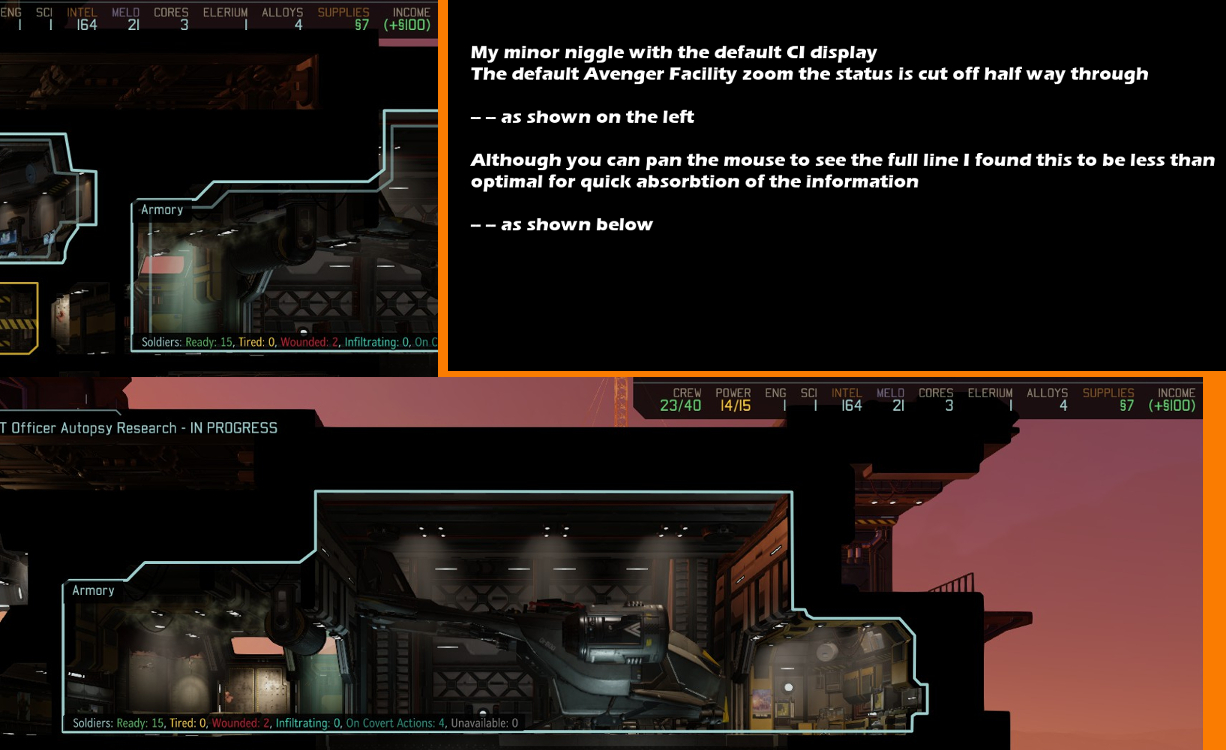 ENG SCI INTEL MELD CORES ELERIUM ALLOYS SUPPLIES INCOME
1 1 164 21 3 1 4 §7 (+§100)
Armory
Soldiers: Ready: 15, Tired: 0, Wounded: 2, Infiltrating: 0, On C
My minor niggle with the default CI display
The default Avenger Facility zoom the status is cut off half way through
– – as shown on the left
Although you can pan the mouse to see the full line I found this to be less than
optimal for quick absorbtion of the information
– – as shown below
CREW POWER ENG SCI INTEL MELD CORES ELERIUM ALLOYS SUPPLIES INCOME
23/40 14/15 1 1 164 21 3 1 4 §7 (+§100)
T Officer Autopsy Research - IN PROGRESS
Armory
Soldiers: Ready: 15, Tired: 0, Wounded: 2, Infiltrating: 0, On Covert Actions: 4, Unavailable: 0